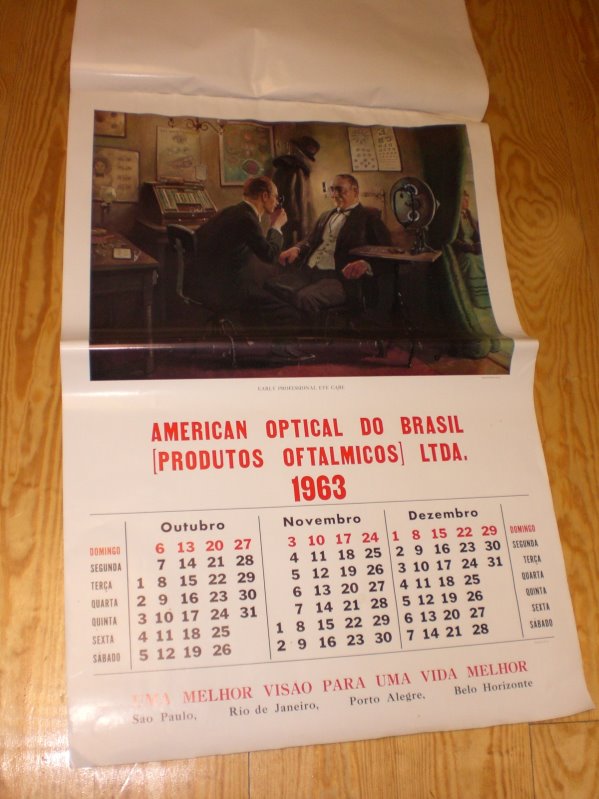 EARLY PROFESSIONAL EYE CARE
AMERICAN OPTICAL DO BRASIL
[PRODUTOS OFTALMICOS] LTDA.
1963
Outubro Novembro Dezembro
DOMINGO 6 13 20 27 3 10 17 24 1 8 15 22 29 DOMINGO
SEGUNDA 7 14 21 28 4 11 18 25 2 9 16 23 30 SEGUNDA
TERÇA 1 8 15 22 29 5 12 19 26 3 10 17 24 31 TERÇA
QUARTA 2 9 16 23 30 6 13 20 27 4 11 18 25 QUARTA
QUINTA 3 10 17 24 31 7 14 21 28 5 12 19 26 QUINTA
SEXTA 4 11 18 25 1 8 15 22 29 6 13 20 27 SEXTA
SÁBADO 5 12 19 26 2 9 16 23 30 7 14 21 28 SÁBADO
UMA MELHOR VISÃO PARA UMA VIDA MELHOR
Sao Paulo, Rio de Janeiro, Porto Alegre, Belo Horizonte